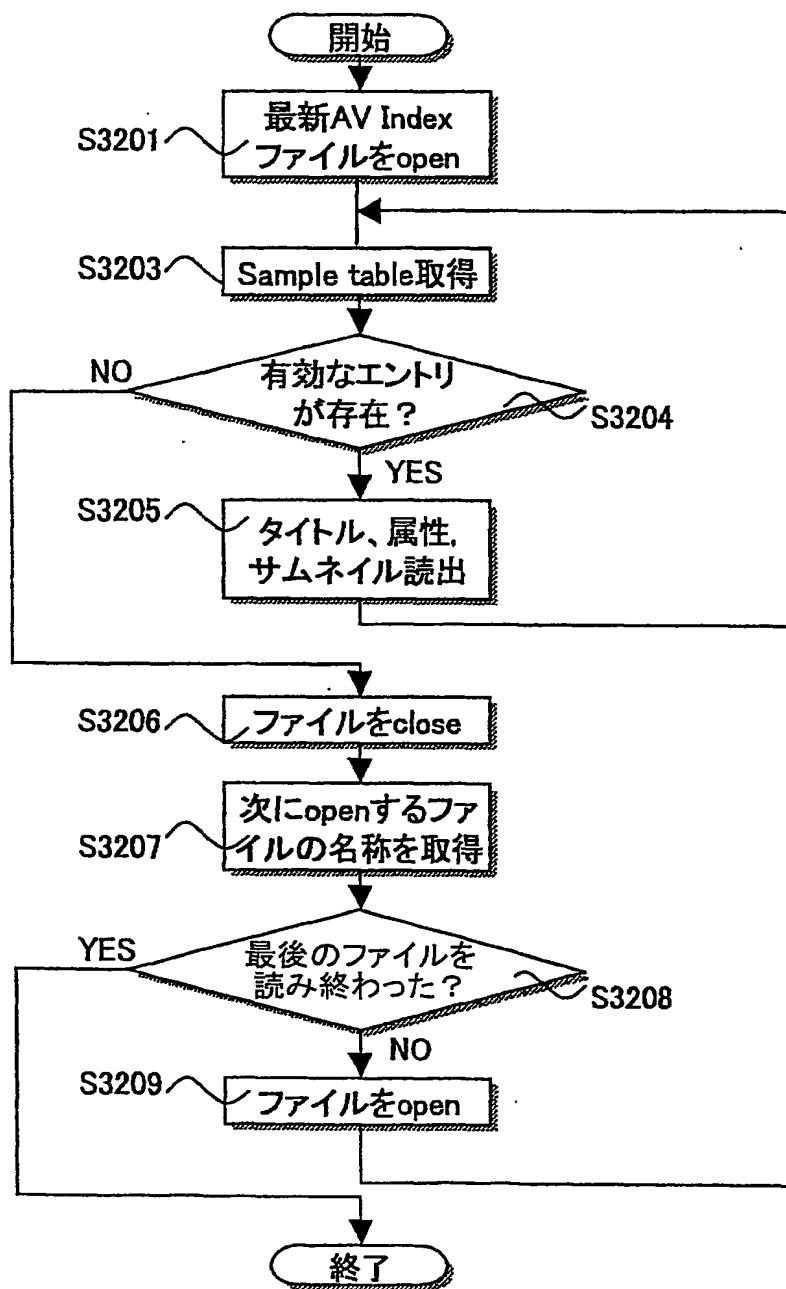 開始
S3201
最新AV Index
ファイルをopen
S3203
Sample table取得
NO
有効なエントリ
が存在？
S3204
YES
S3205
タイトル、属性,
サムネイル読出
S3206
ファイルをclose
S3207
次にopenするファ
イルの名称を取得
YES
最後のファイルを
読み終わった？
S3208
NO
S3209
ファイルをopen
終了